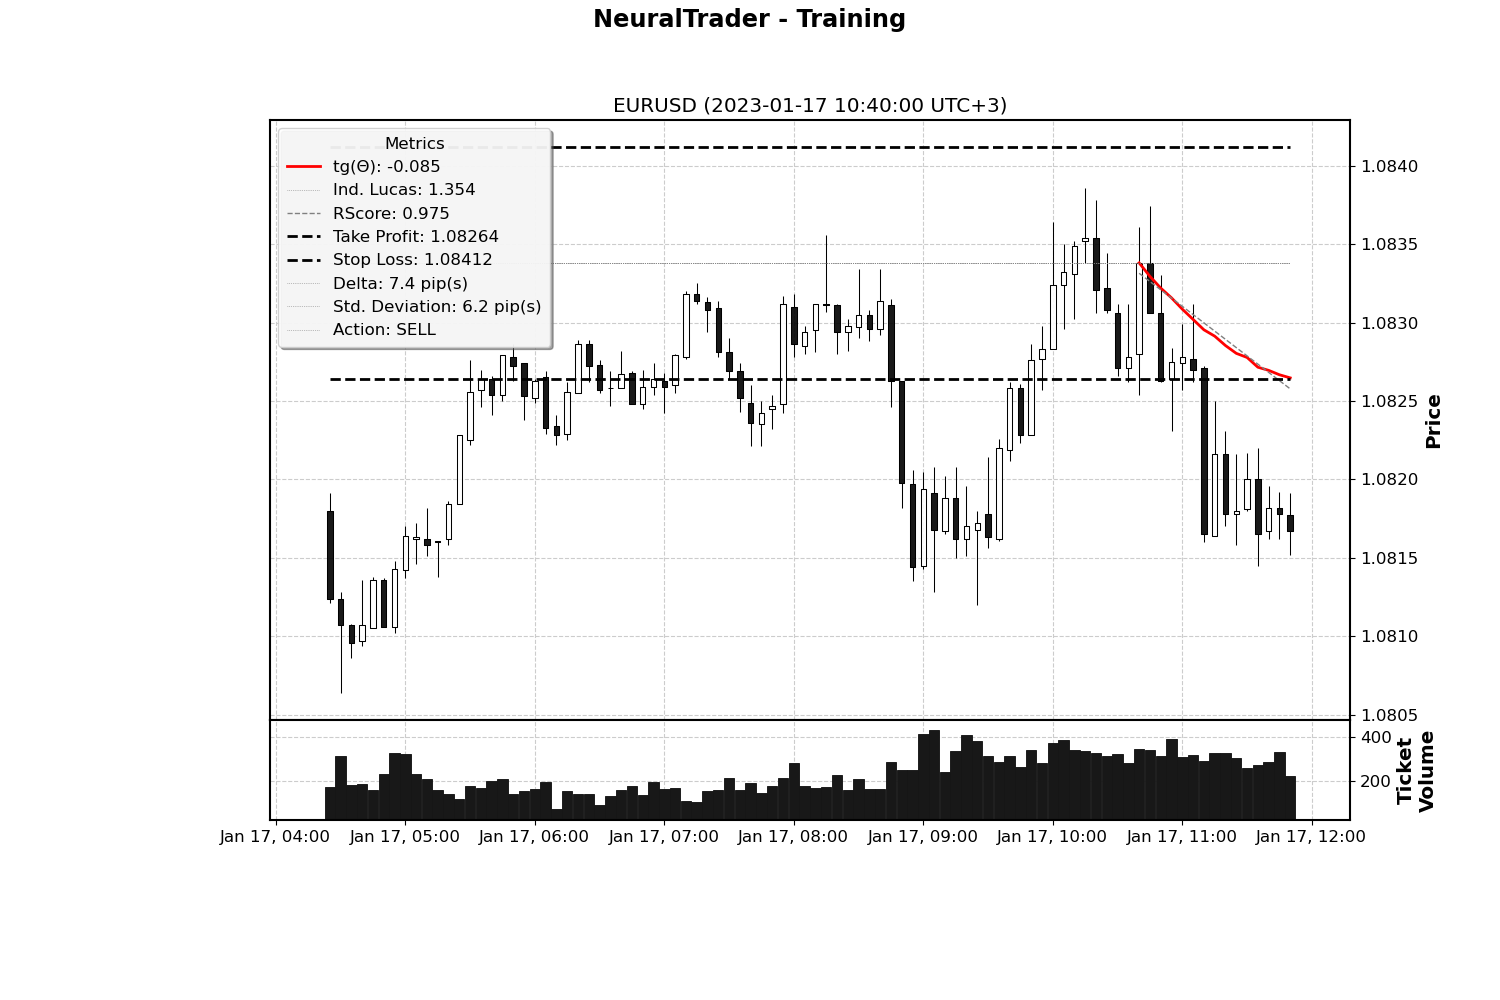 NeuralTrader - Training
EURUSD (2023-01-17 10:40:00 UTC+3)
Metrics
tg(Θ): -0.085
Ind. Lucas: 1.354
RScore: 0.975
Take Profit: 1.08264
Stop Loss: 1.08412
Delta: 7.4 pip(s)
Std. Deviation: 6.2 pip(s)
Action: SELL
1.0840
1.0835
1.0830
1.0825
1.0820
1.0815
1.0810
1.0805
Price
400
200
Ticket
Volume
Jan 17, 04:00 Jan 17, 05:00 Jan 17, 06:00 Jan 17, 07:00 Jan 17, 08:00 Jan 17, 09:00 Jan 17, 10:00 Jan 17, 11:00 Jan 17, 12:00